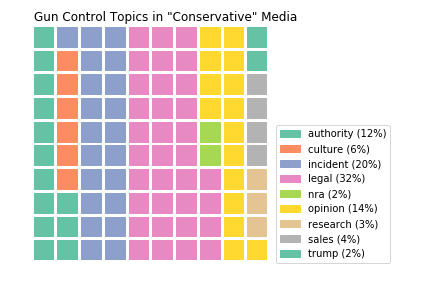 Gun Control Topics in "Conservative" Media
authority (12%)
culture (6%)
incident (20%)
legal (32%)
nra (2%)
opinion (14%)
research (3%)
sales (4%)
trump (2%)